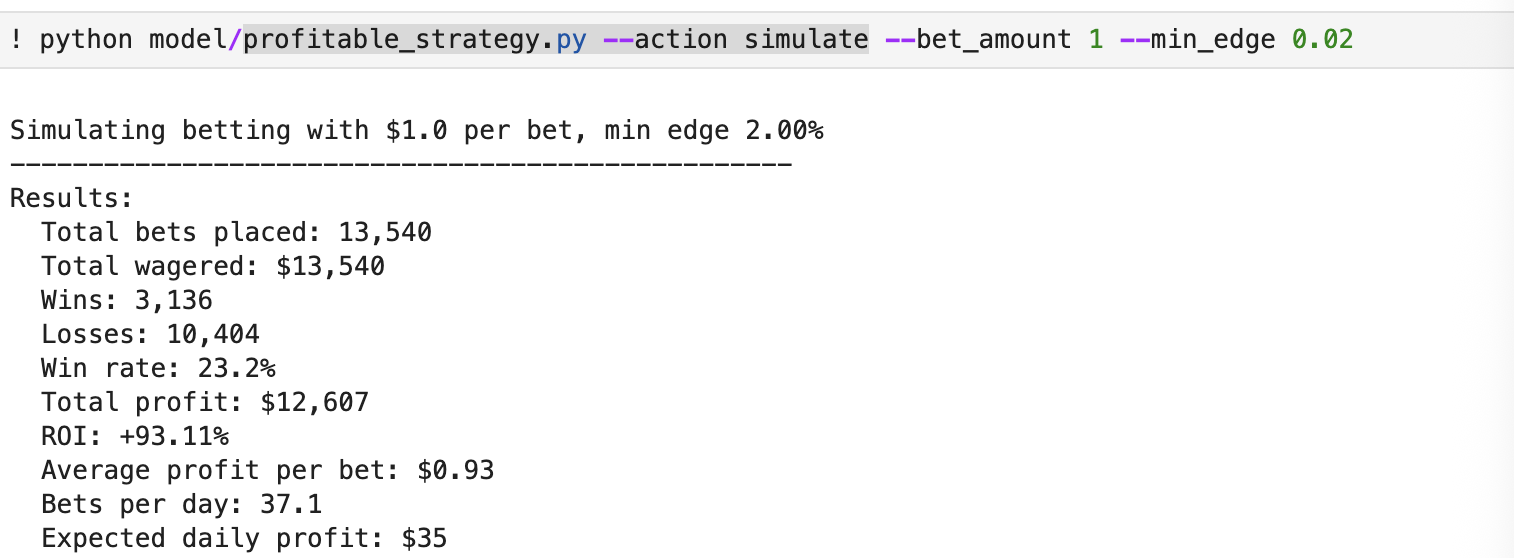 ! python model/profitable_strategy.py --action simulate --bet_amount 1 --min_edge 0.02
Simulating betting with $1.0 per bet, min edge 2.00%
--------------------------------------------------
Results:
  Total bets placed: 13,540
  Total wagered: $13,540
  Wins: 3,136
  Losses: 10,404
  Win rate: 23.2%
  Total profit: $12,607
  ROI: +93.11%
  Average profit per bet: $0.93
  Bets per day: 37.1
  Expected daily profit: $35